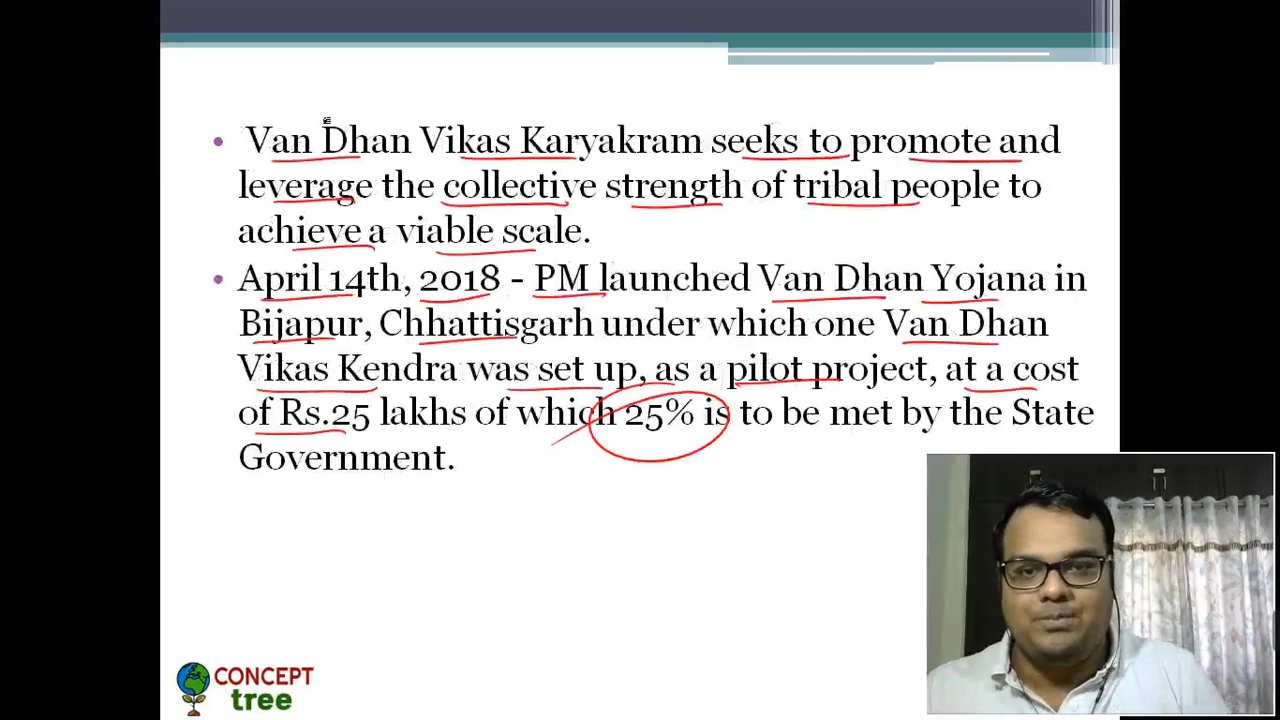 • Van Dhan Vikas Karyakram seeks to promote and
leverage the collective strength of tribal people to
achieve a viable scale.
• April 14th, 2018 - PM launched Van Dhan Yojana in
Bijapur, Chhattisgarh under which one Van Dhan
Vikas Kendra was set up, as a pilot project, at a cost
of Rs.25 lakhs of which 25% is to be met by the State
Government.
CONCEPT
tree